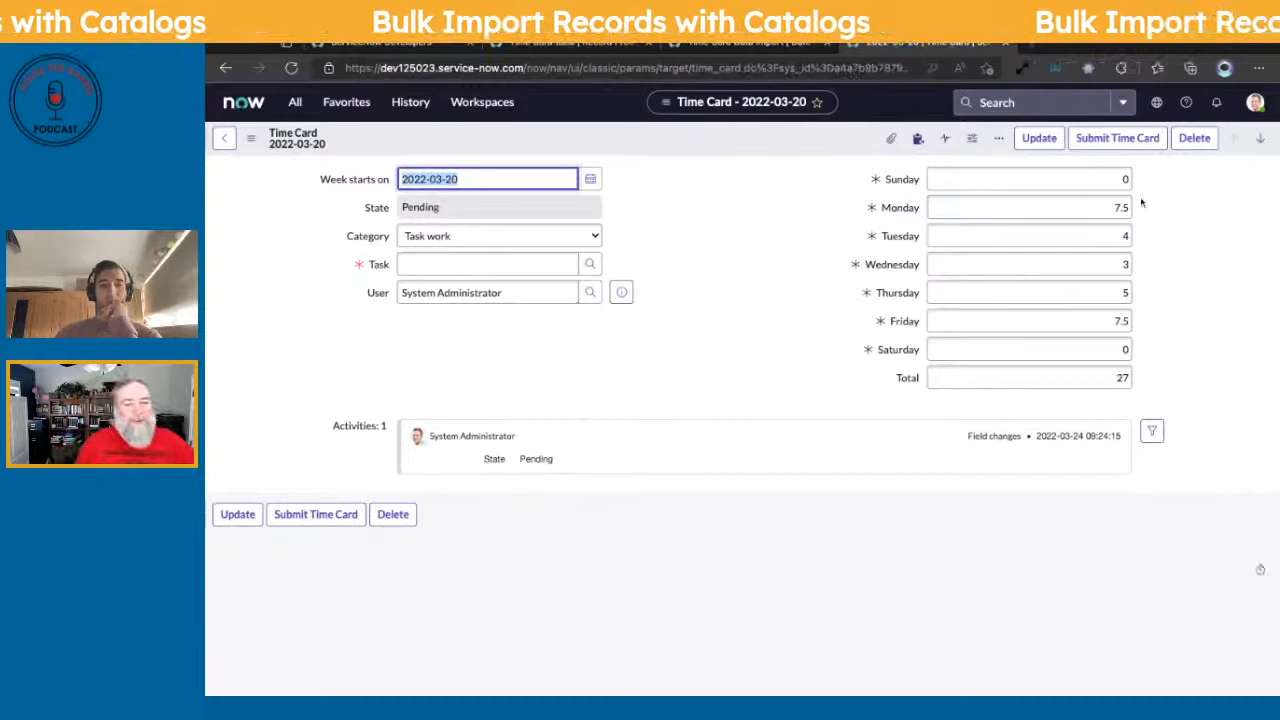 s with Catalogs
Bulk Import Records with Catalogs
Bulk Import Reco
PODCAST
https://dev125023.service-now.com/now/nav/ui/classic/params/target/time_card.do%3Fsys_id%3Da4a7b9b7879...
now
All
Favorites
History
Workspaces
Time Card - 2022-03-20
Search
Time Card
2022-03-20
Update
Submit Time Card
Delete
Week starts on
2022-03-20
State
Pending
Category
Task work
* Task
User
System Administrator
* Sunday
0
* Monday
7.5
* Tuesday
4
* Wednesday
3
* Thursday
5
* Friday
7.5
* Saturday
0
Total
27
Activities: 1
System Administrator
Field changes • 2022-03-24 09:24:15
State
Pending
Update
Submit Time Card
Delete